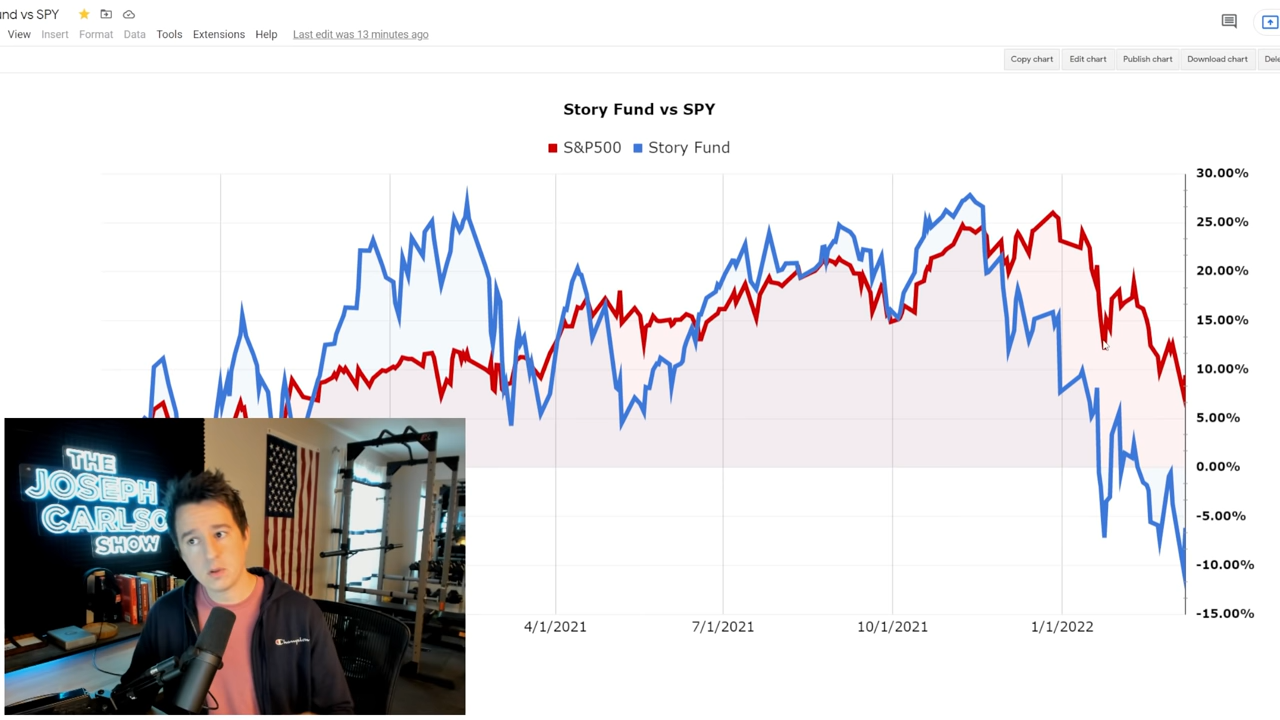 und vs SPY
View Insert Format Data Tools Extensions Help Last edit was 13 minutes ago
Copy chart Edit chart Publish chart Download chart Dele
Story Fund vs SPY
S&P500 Story Fund
30.00%
25.00%
20.00%
15.00%
10.00%
5.00%
0.00%
-5.00%
-10.00%
-15.00%
4/1/2021 7/1/2021 10/1/2021 1/1/2022
THE
JOSEPH
CARLSO
SHOW
Champion